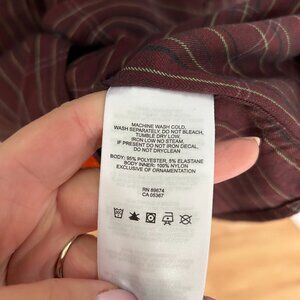 MACHINE WASH COLD,
WASH SEPARATELY, DO NOT BLEACH,
TUMBLE DRY LOW,
IRON LOW NO STEAM,
IF PRESENT DO NOT IRON DECAL,
DO NOT DRYCLEAN
BODY: 95% POLYESTER, 5% ELASTANE
BODY INNER: 100% NYLON
EXCLUSIVE OF ORNAMENTATION
RN 89674
CA 05367